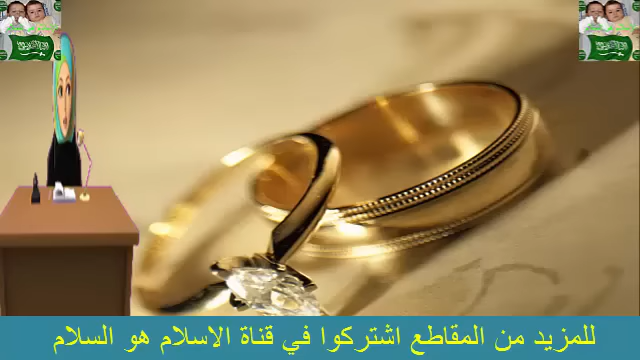 للمزيد من المقاطع اشتركوا في قناة الاسلام هو السلام